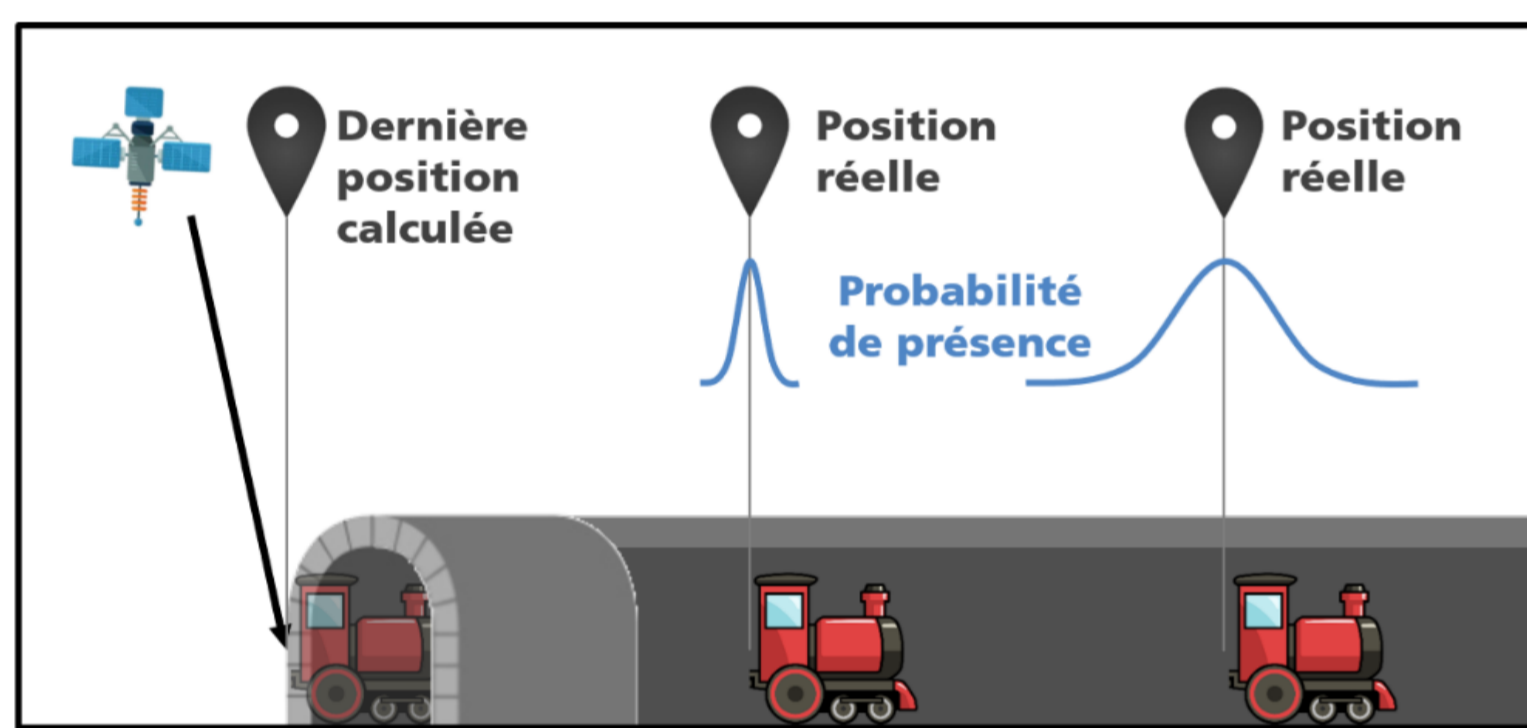 Dernière
position
calculée
Position
réelle
Position
réelle
Probabilité
de présence